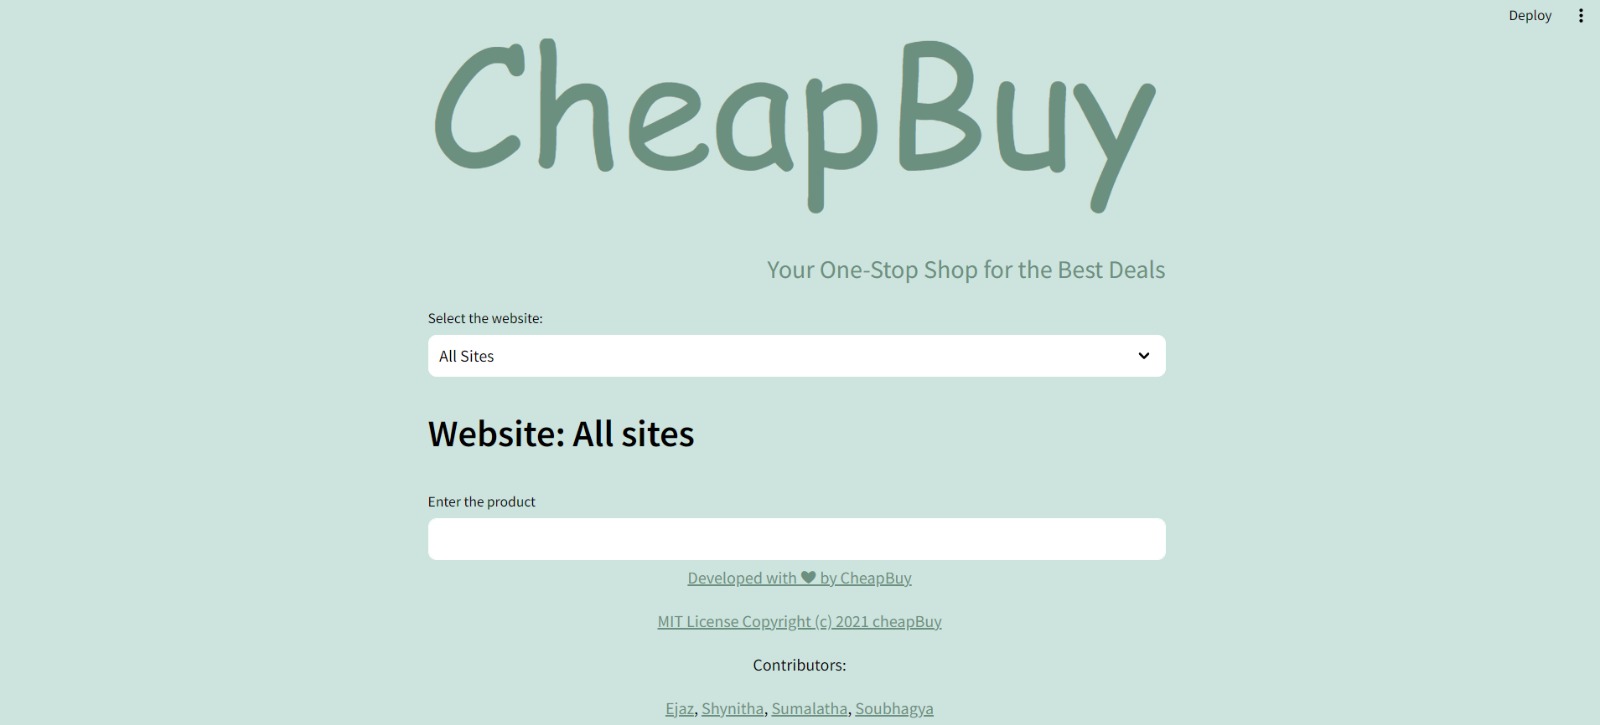 Deploy
CheapBuy
Your One-Stop Shop for the Best Deals
Select the website:
All Sites
Website: All sites
Enter the product
Developed with ♥ by CheapBuy
MIT License Copyright (c) 2021 cheapBuy
Contributors:
Ejaz, Shynitha, Sumalatha, Soubhagya